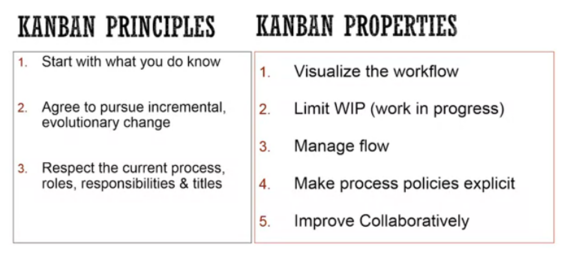 KANBAN PRINCIPLES
1. Start with what you do know
2. Agree to pursue incremental,
evolutionary change
3. Respect the current process,
roles, responsibilities & titles
KANBAN PROPERTIES
1. Visualize the workflow
2. Limit WIP (work in progress)
3. Manage flow
4. Make process policies explicit
5. Improve Collaboratively